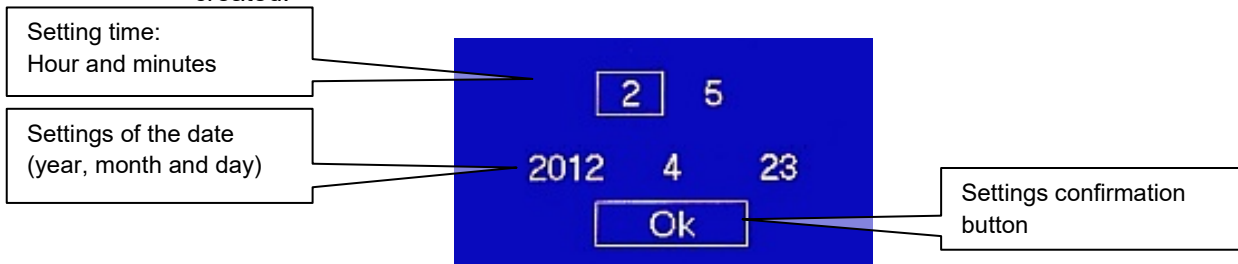 created.
Setting time:
Hour and minutes
2 5
Settings of the date
(year, month and day)
2012 4 23
Settings confirmation
button
Ok